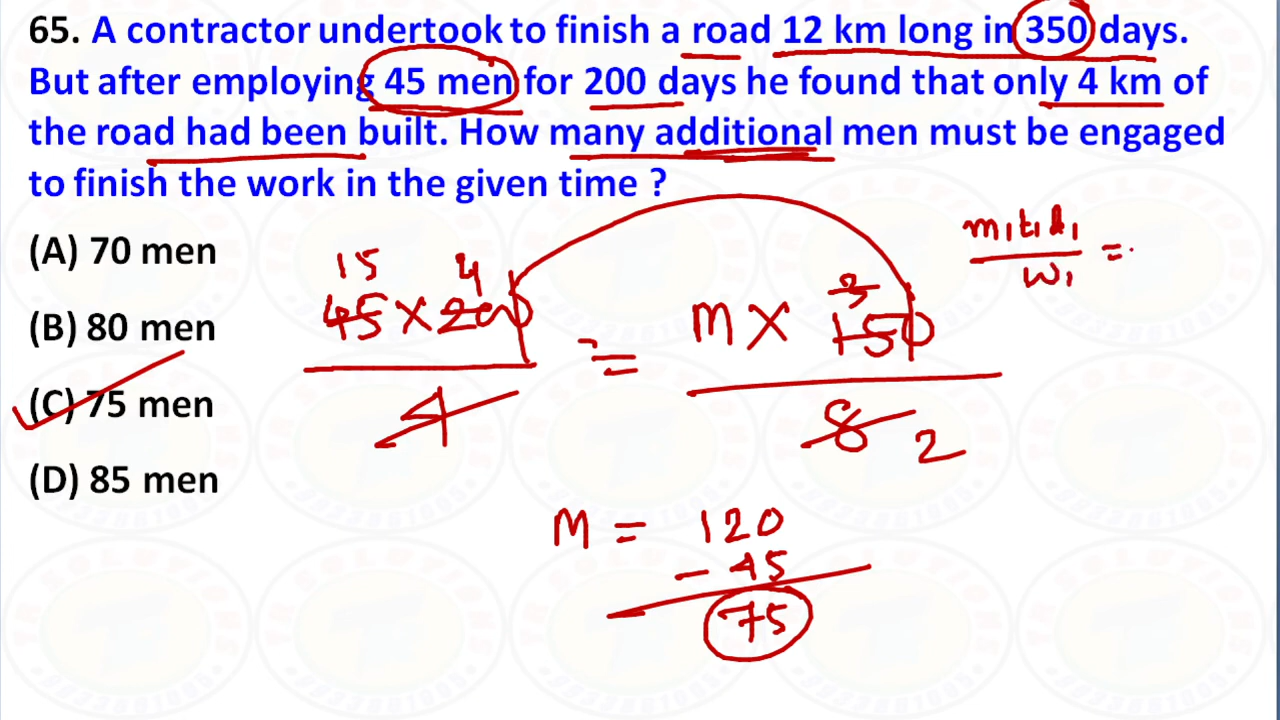 65. A contractor undertook to finish a road 12 km long in 350 days.
But after employing 45 men for 200 days he found that only 4 km of
the road had been built. How many additional men must be engaged
to finish the work in the given time ?
(A) 70 men
(B) 80 men
(C) 75 men
(D) 85 men
15 4
45 × 200
4
=
3
m × 150
8 2
m₁t₁d₁
w₁
=
M = 120
- 45
75